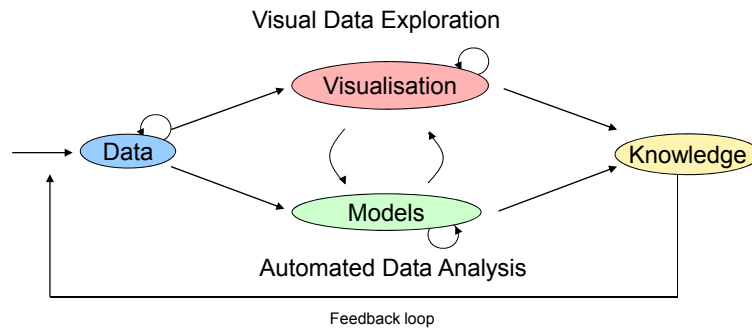 Visual Data Exploration
Visualisation
Data
Knowledge
Models
Automated Data Analysis
Feedback loop